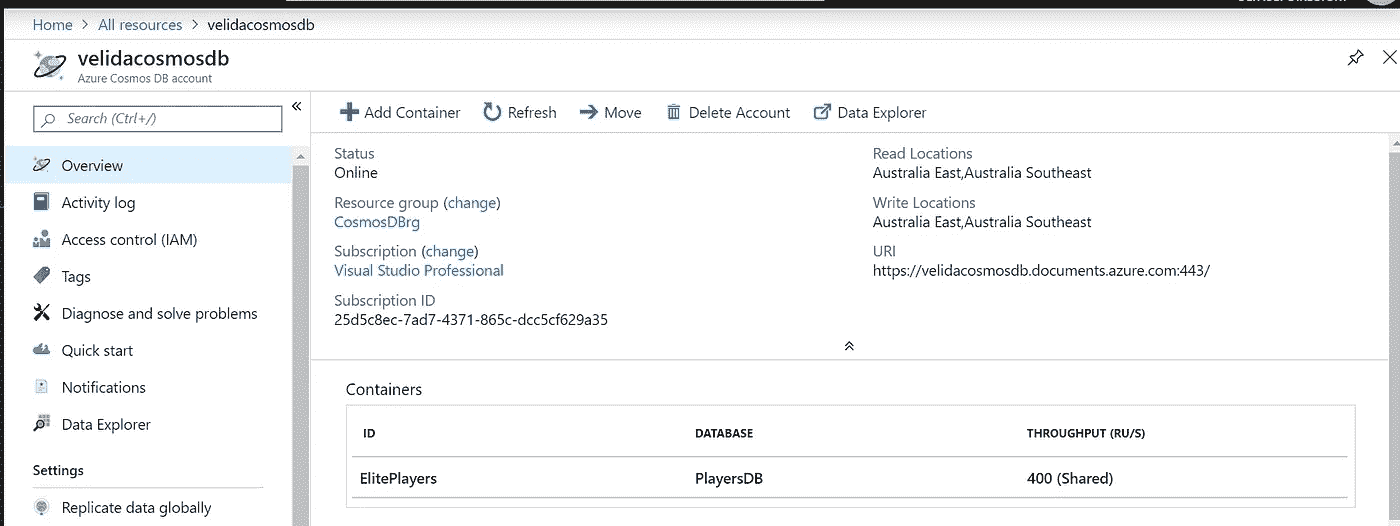 Home > All resources > velidacosmosdb
velidacosmosdb
Azure Cosmos DB account
Search (Ctrl+/)
«
Overview
Activity log
Access control (IAM)
Tags
Diagnose and solve problems
Quick start
Notifications
Data Explorer
Settings
Replicate data globally
Add Container Refresh Move Delete Account Data Explorer
Status
Online
Resource group (change)
CosmosDBrg
Subscription (change)
Visual Studio Professional
Subscription ID
25d5c8ec-7ad7-4371-865c-dcc5cf629a35
Read Locations
Australia East,Australia Southeast
Write Locations
Australia East,Australia Southeast
URI
https://velidacosmosdb.documents.azure.com:443/
Containers
ID DATABASE THROUGHPUT (RU/S)
ElitePlayers PlayersDB 400 (Shared)